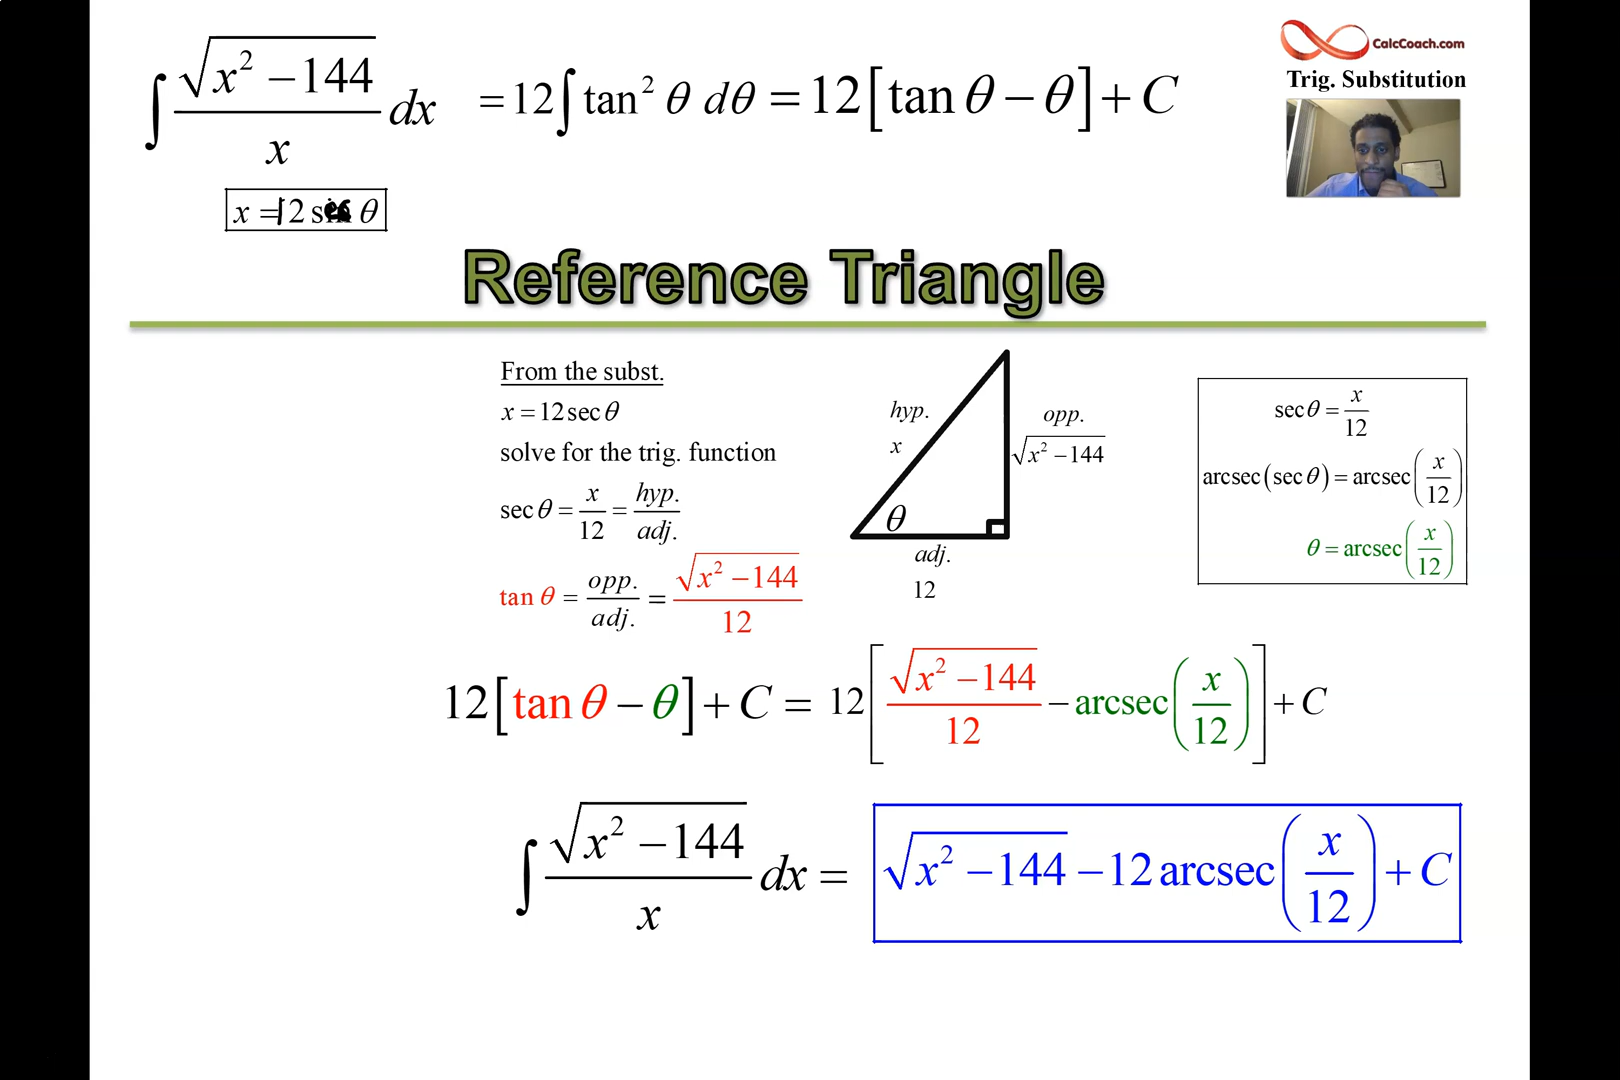 ∫ √(x² − 144) / x dx = 12 ∫ tan² θ dθ = 12[tan θ − θ] + C
CalcCoach.com
Trig. Substitution
x = 12 θ
Reference Triangle
From the subst.
x = 12 sec θ
solve for the trig. function
sec θ = x/12 = hyp./adj.
tan θ = opp./adj. = √(x² − 144) / 12
hyp.
x
opp.
√(x² − 144)
θ
adj.
12
sec θ = x/12
arcsec(sec θ) = arcsec(x/12)
θ = arcsec(x/12)
12[tan θ − θ] + C = 12[√(x² − 144) / 12 − arcsec(x/12)] + C
∫ √(x² − 144) / x dx = √(x² − 144) − 12 arcsec(x/12) + C